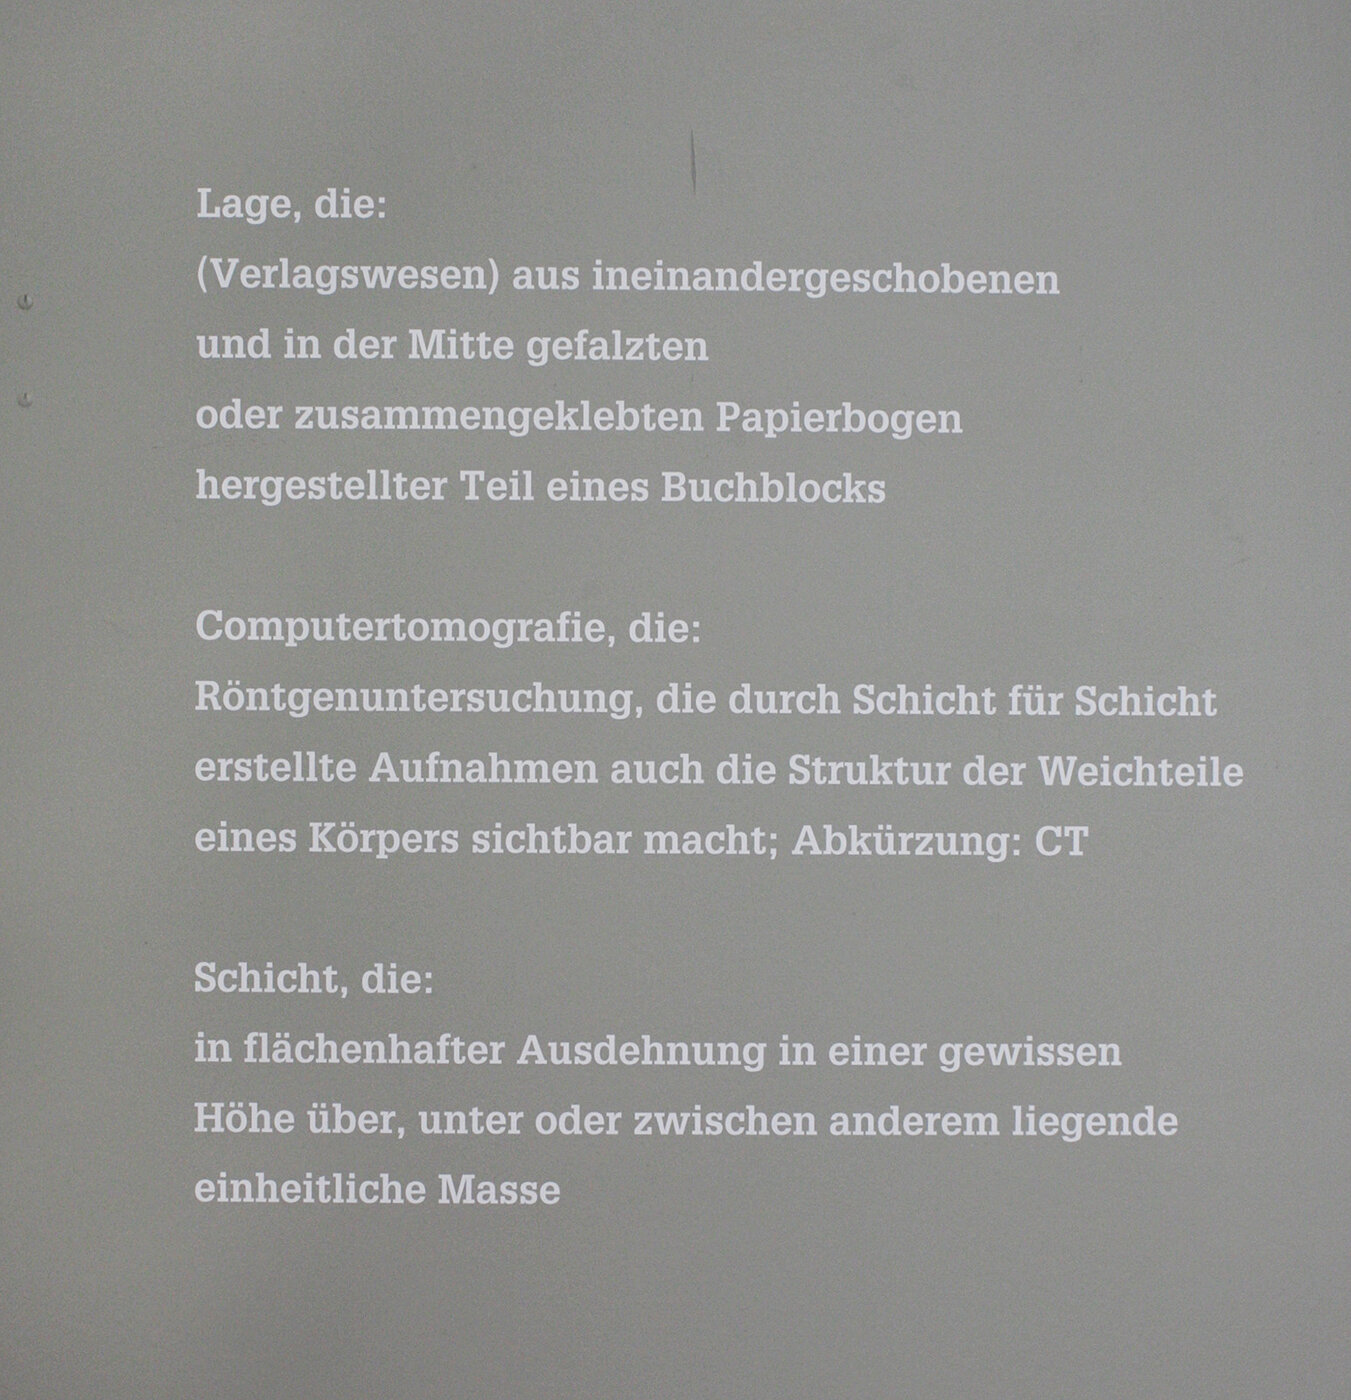 Lage, die:
(Verlagswesen) aus ineinandergeschobenen
und in der Mitte gefalzten
oder zusammengeklebten Papierbogen
hergestellter Teil eines Buchblocks
Computertomografie, die:
Röntgenuntersuchung, die durch Schicht für Schicht
erstellte Aufnahmen auch die Struktur der Weichteile
eines Körpers sichtbar macht; Abkürzung: CT
Schicht, die:
in flächenhafter Ausdehnung in einer gewissen
Höhe über, unter oder zwischen anderem liegende
einheitliche Masse